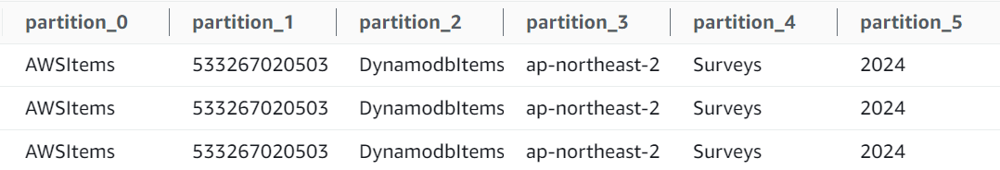 partition_0 partition_1 partition_2 partition_3 partition_4 partition_5
AWSItems 533267020503 DynamodbItems ap-northeast-2 Surveys 2024
AWSItems 533267020503 DynamodbItems ap-northeast-2 Surveys 2024
AWSItems 533267020503 DynamodbItems ap-northeast-2 Surveys 2024